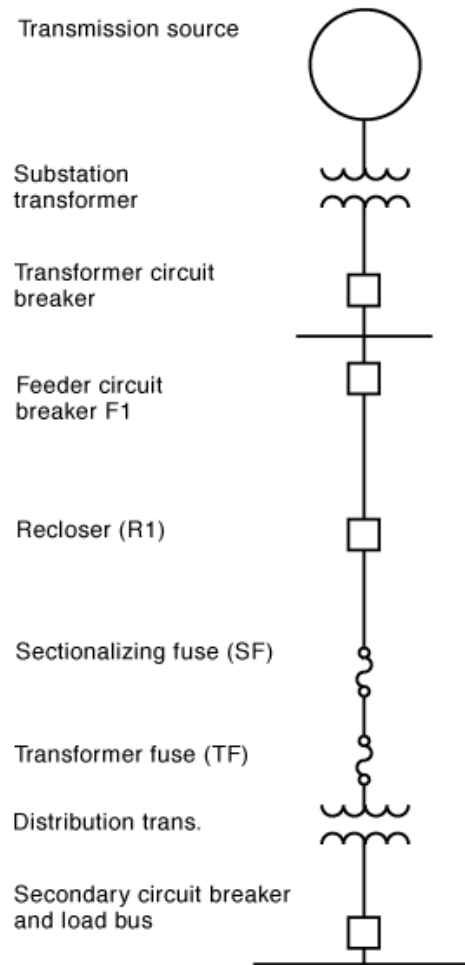 Transmission source
Substation
transformer
Transformer circuit
breaker
Feeder circuit
breaker F1
Recloser (R1)
Sectionalizing fuse (SF)
Transformer fuse (TF)
Distribution trans.
Secondary circuit breaker
and load bus